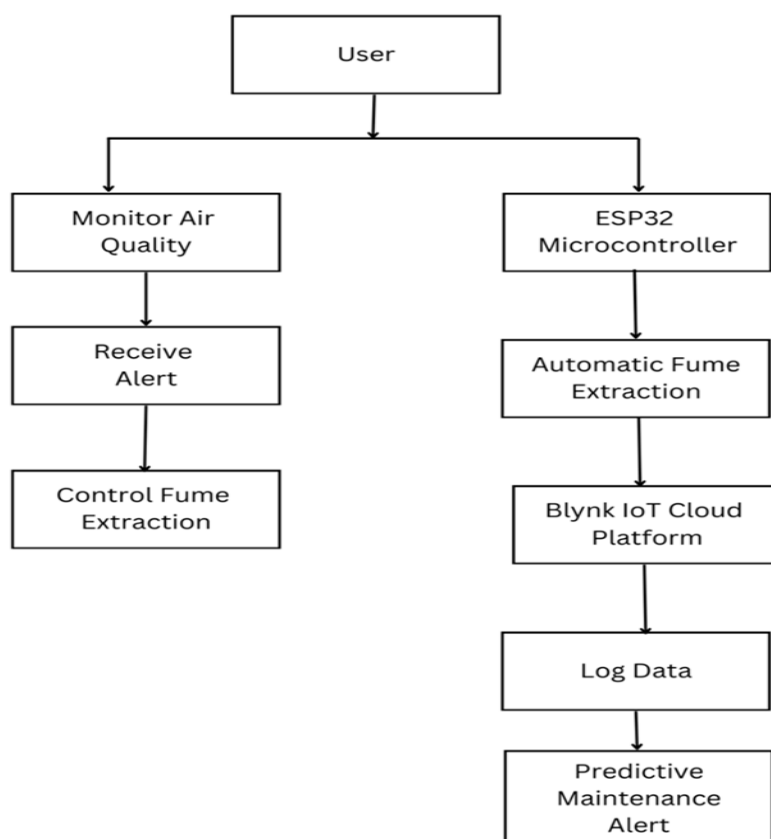 User
Monitor Air
Quality
ESP32
Microcontroller
Receive
Alert
Automatic Fume
Extraction
Control Fume
Extraction
Blynk IoT Cloud
Platform
Log Data
Predictive
Maintenance
Alert